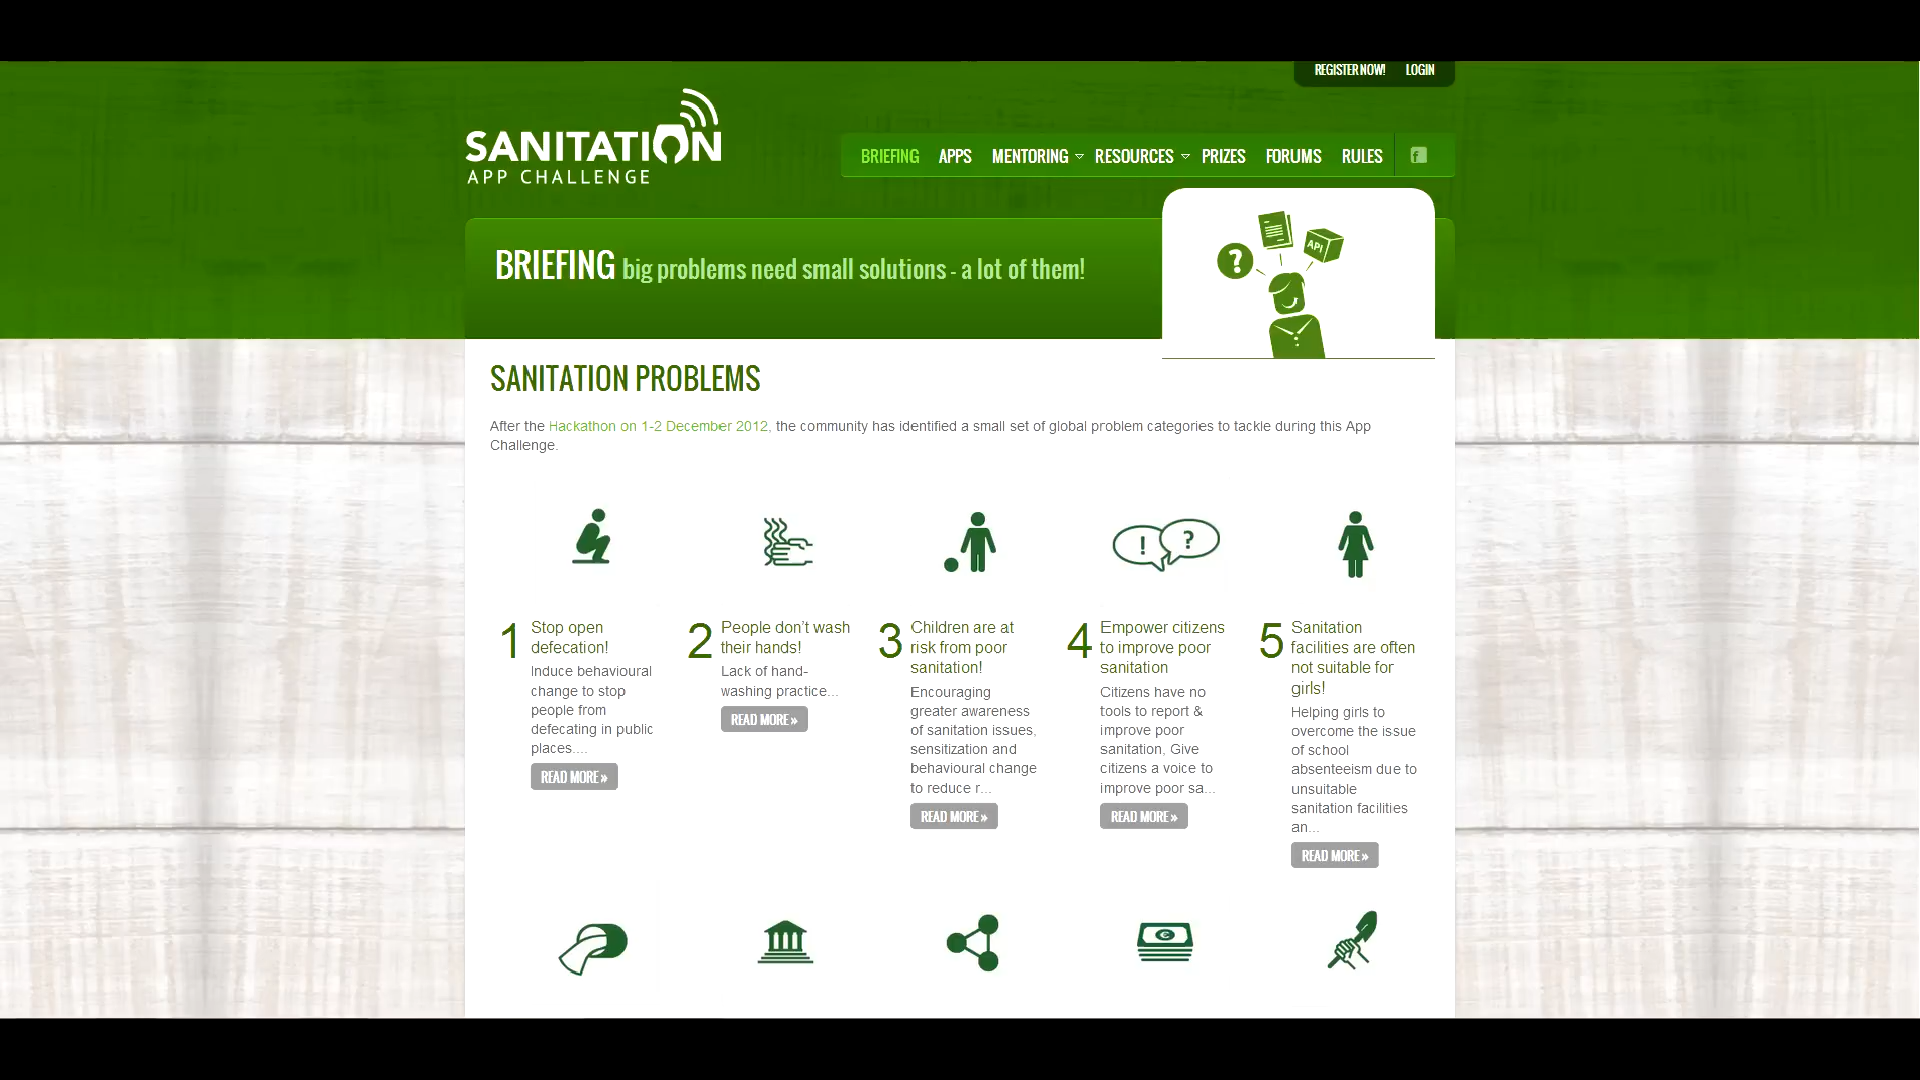 REGISTER NOW! LOGIN
SANITATION
APP CHALLENGE
BRIEFING APPS MENTORING RESOURCES PRIZES FORUMS RULES f
? API
BRIEFING big problems need small solutions - a lot of them!
SANITATION PROBLEMS
After the Hackathon on 1-2 December 2012, the community has identified a small set of global problem categories to tackle during this App
Challenge.
! ?
1 Stop open
defecation!
Induce behavioural
change to stop
people from
defecating in public
places....
READ MORE »
2 People don’t wash
their hands!
Lack of hand-
washing practice...
READ MORE »
3 Children are at
risk from poor
sanitation!
Encouraging
greater awareness
of sanitation issues,
sensitization and
behavioural change
to reduce r...
READ MORE »
4 Empower citizens
to improve poor
sanitation
Citizens have no
tools to report &
improve poor
sanitation, Give
citizens a voice to
improve poor sa...
READ MORE »
5 Sanitation
facilities are often
not suitable for
girls!
Helping girls to
overcome the issue
of school
absenteeism due to
unsuitable
sanitation facilities
an...
READ MORE »
€